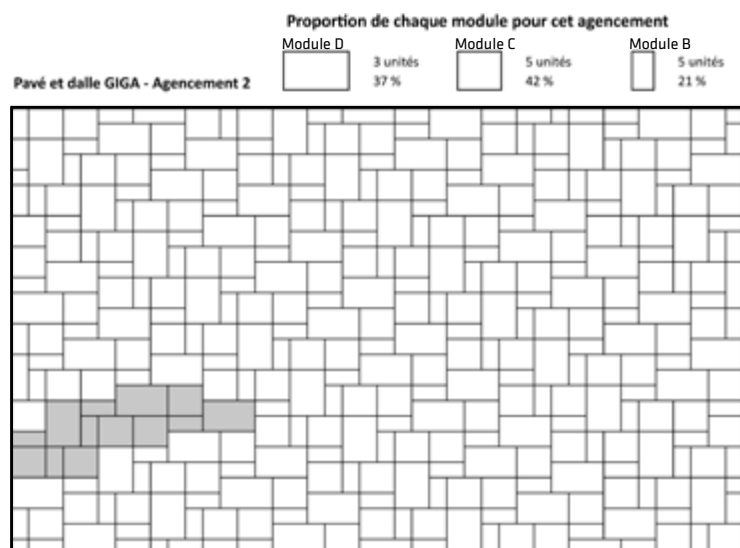 Proportion de chaque module pour cet agencement
Module D
3 unités
37 %
Module C
5 unités
42 %
Module B
5 unités
21 %
Pavé et dalle GIGA - Agencement 2